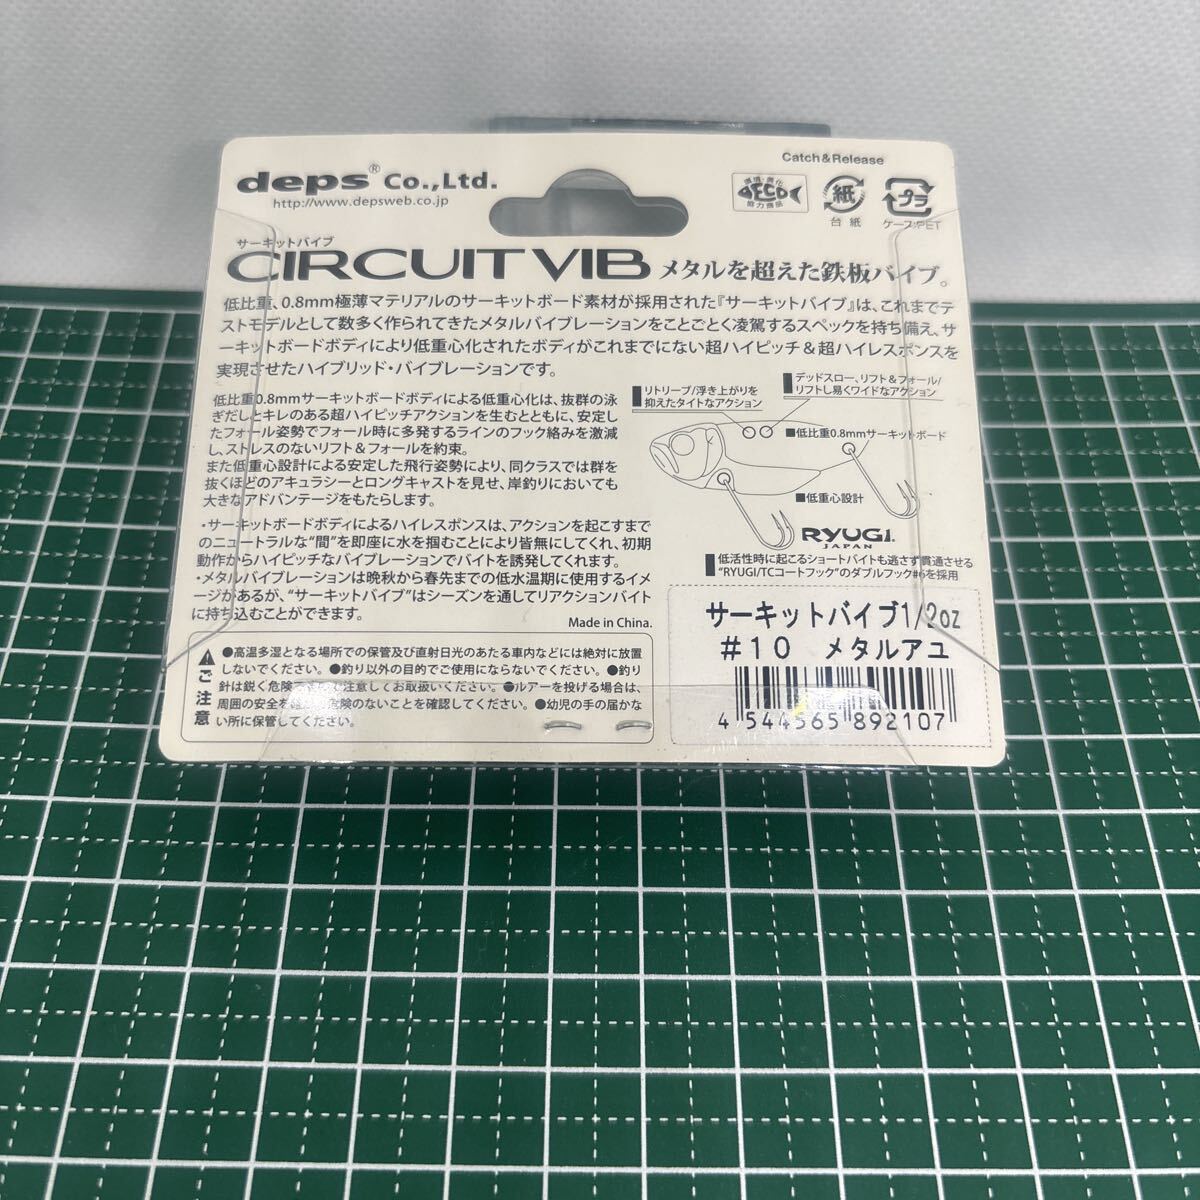 deps® Co.,Ltd.
http://www.depsweb.co.jp
Catch&Release
環境・美化
ECO
協力商品
紙
台紙
プラ
ケース:PET
サーキットバイブ
CIRCUIT VIB メタルを超えた鉄板バイブ。
低比重、0.8mm極薄マテリアルのサーキットボード素材が採用された『サーキットバイブ』は、これまでテ
ストモデルとして数多く作られてきたメタルバイブレーションをことごとく凌駕するスペックを持ち備え、サ
ーキットボードボディにより低重心化されたボディがこれまでにない超ハイピッチ&超ハイレスポンスを
実現させたハイブリッド・バイブレーションです。
低比重0.8mmサーキットボードボディによる低重心化は、抜群の泳
ぎだしとキレのある超ハイピッチアクションを生むとともに、安定し
たフォール姿勢でフォール時に多発するラインのフック絡みを激減
し、ストレスのないリフト&フォールを約束。
また低重心設計による安定した飛行姿勢により、同クラスでは群を
抜くほどのアキュラシーとロングキャストを見せ、岸釣りにおいても
大きなアドバンテージをもたらします。
・サーキットボードボディによるハイレスポンスは、アクションを起こすまで
のニュートラルな"間"を即座に水を掴むことにより皆無にしてくれ、初期
動作からハイピッチなバイブレーションでバイトを誘発してくれます。
・メタルバイブレーションは晩秋から春先までの低水温期に使用するイメ
ージがあるが、"サーキットバイブ"はシーズンを通してリアクションバイト
に持ち込むことができます。
Made in China.
リトリーブ/浮き上がりを
抑えたタイトなアクション
デッドスロー、リフト&フォール/
リフトし易くワイドなアクション
■低比重0.8mmサーキットボード
■低重心設計
RYUGI
JAPAN
低活性時に起こるショートバイトも逃さず貫通させる
"RYUGI/TCコートフック"のダブルフック#6を採用
ご注意
●高温多湿となる場所での保管及び直射日光のあたる車内などには絶対に放置
しないでください。●釣り以外の目的でご使用にならないでください。●釣り
針は鋭く危険ですので注意してお取扱いください。●ルアーを投げる場合は、
周囲の安全を確認し危険のないことを確認してください。●幼児の手の届かな
い所に保管してください。
サーキットバイブ1/2oz
#10 メタルアユ
4 544565 892107